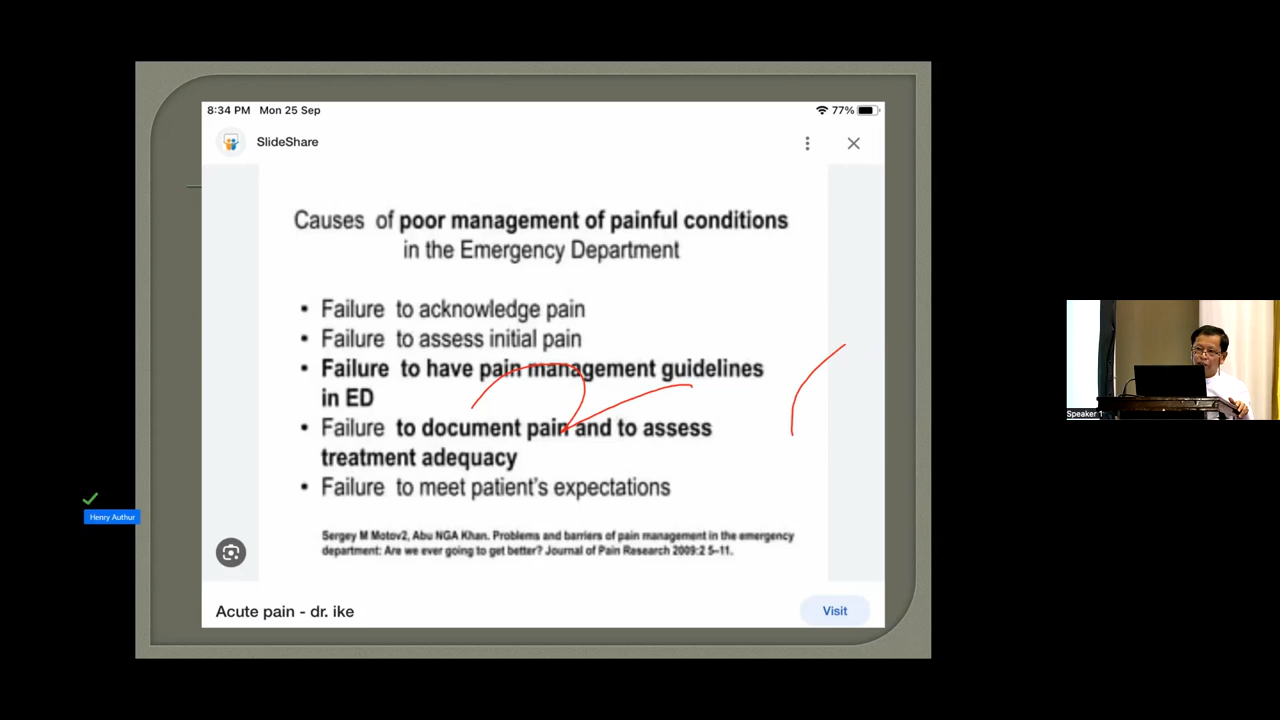 8:34 PM Mon 25 Sep
77%
SlideShare
Causes of poor management of painful conditions
in the Emergency Department
• Failure to acknowledge pain
• Failure to assess initial pain
• Failure to have pain management guidelines
in ED
• Failure to document pain and to assess
treatment adequacy
• Failure to meet patient's expectations
Sergey M Motov2, Abu NGA Khan. Problems and barriers of pain management in the emergency
department: Are we ever going to get better? Journal of Pain Research 2009:2 5–11.
Acute pain - dr. ike
Visit
Henry Authur
Speaker 1